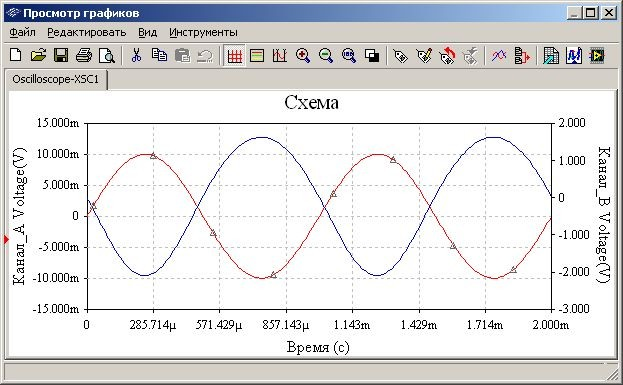 Просмотр графиков
Файл Редактировать Вид Инструменты
Oscilloscope-XSC1
Схема
Канал_A Voltage(V)
15.000m
10.000m
5.000m
0
-5.000m
-10.000m
-15.000m
2.000
1.000
0
-1.000
-2.000
-3.000
Канал_B Voltage(V)
0 285.714µ 571.429µ 857.143µ 1.143m 1.429m 1.714m 2.000m
Время (с)